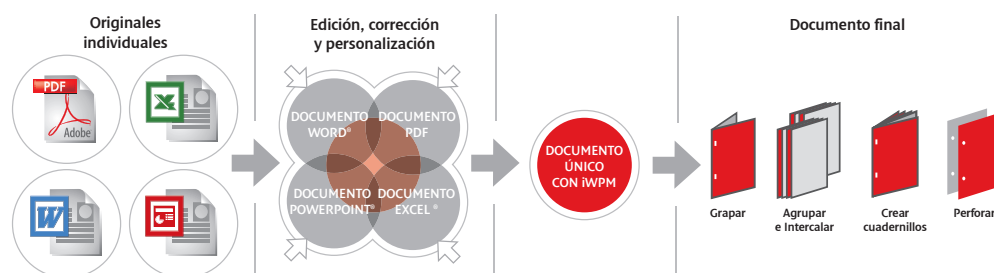 Originales
individuales
PDF
Adobe
X
W
P
Edición, corrección
y personalización
DOCUMENTO
WORD®
DOCUMENTO
PDF
DOCUMENTO
POWERPOINT®
DOCUMENTO
EXCEL®
DOCUMENTO
ÚNICO
CON iWPM
Documento final
Grapar
Agrupar
e Intercalar
Crear
cuadernillos
Perforar